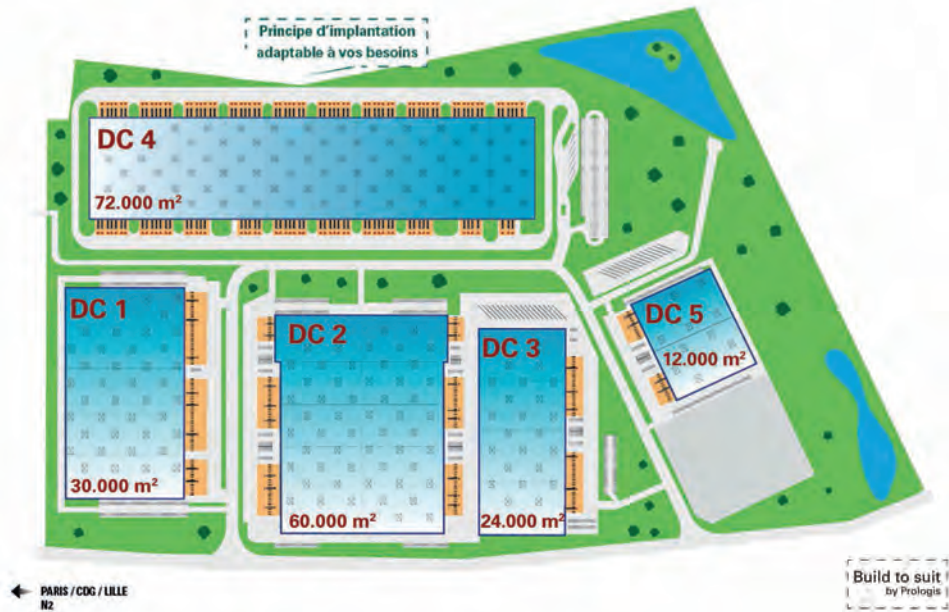 Principe d'implantation
adaptable à vos besoins
DC 4
72.000 m²
DC 1
30.000 m²
DC 2
60.000 m²
DC 3
24.000 m²
DC 5
12.000 m²
PARIS / CDG / LILLE
N2
Build to suit
by Prologis